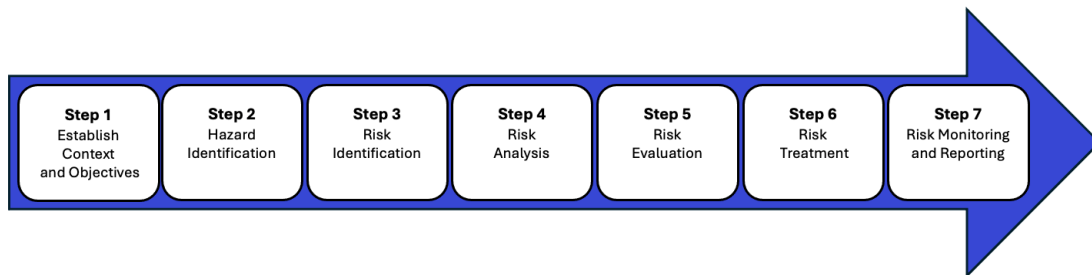 Step 1
Establish
Context
and Objectives
Step 2
Hazard
Identification
Step 3
Risk
Identification
Step 4
Risk
Analysis
Step 5
Risk
Evaluation
Step 6
Risk
Treatment
Step 7
Risk Monitoring
and Reporting